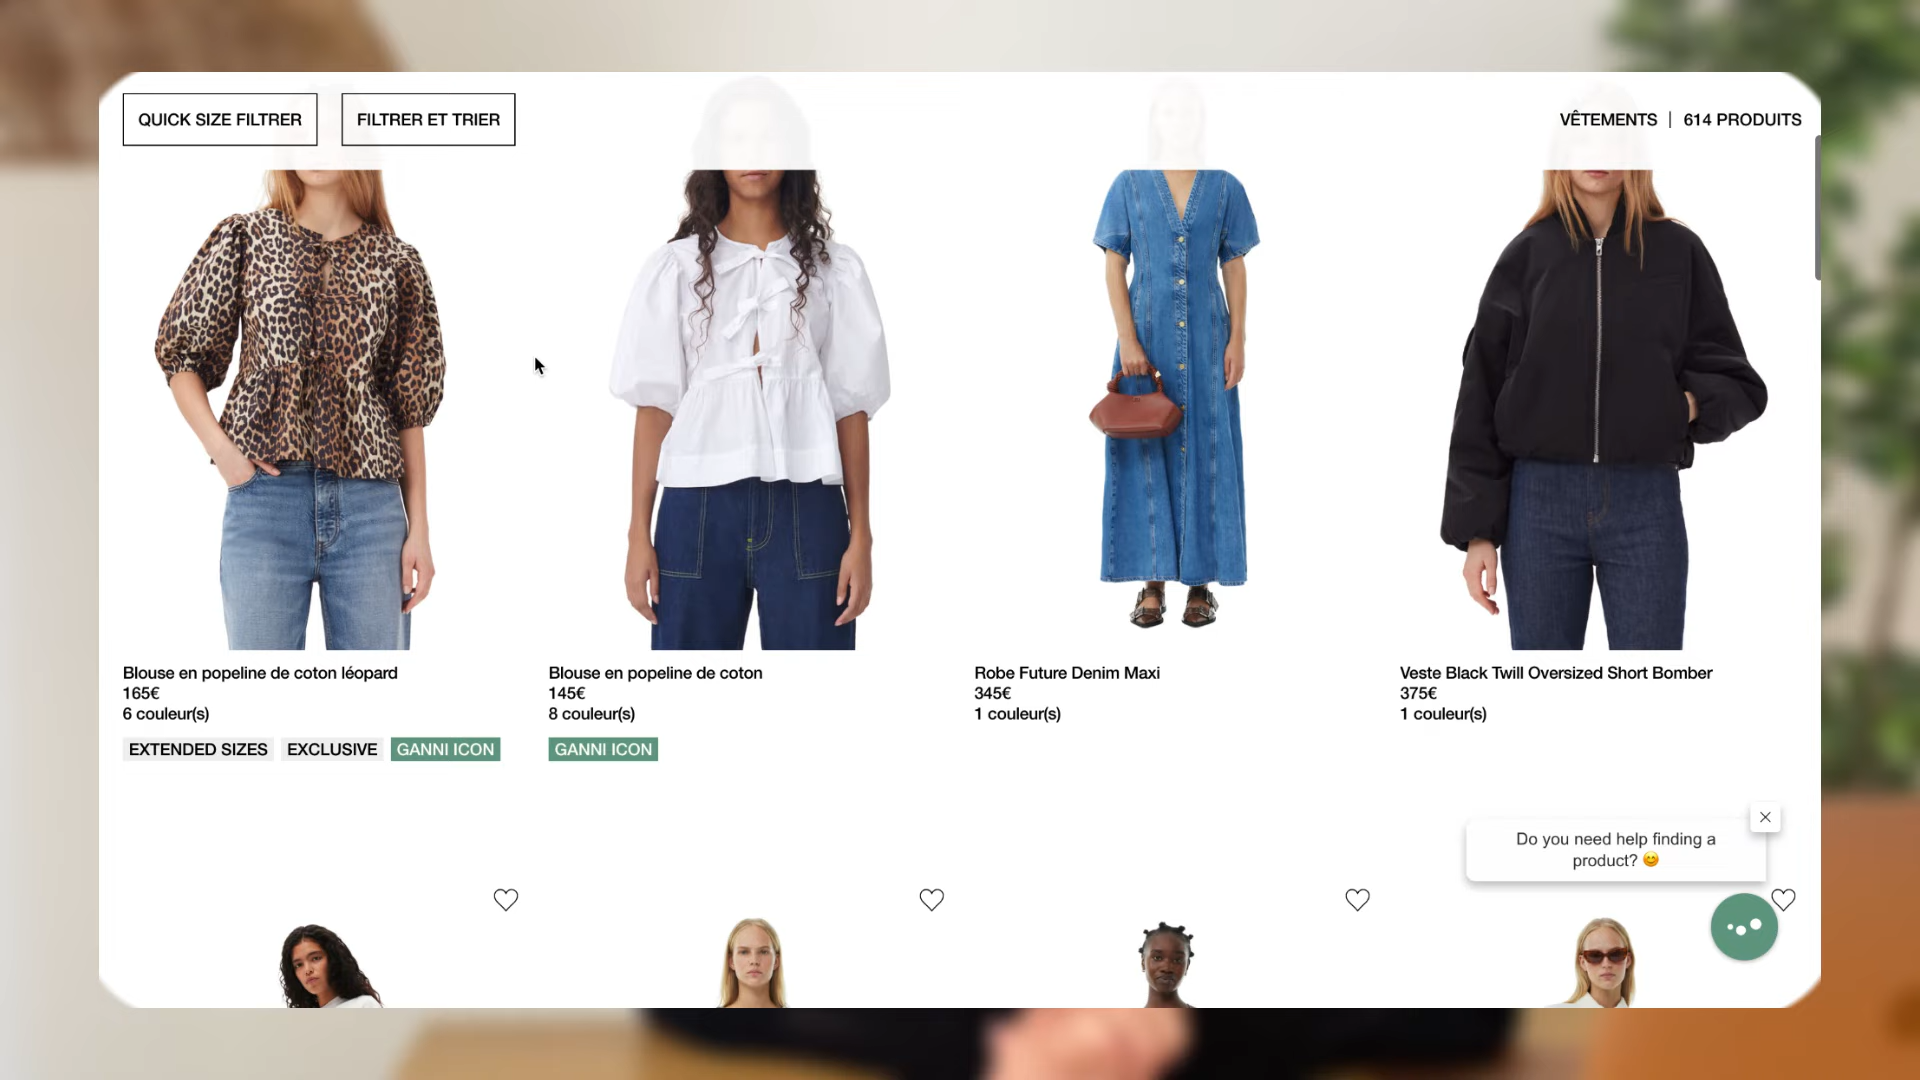 QUICK SIZE FILTRER
FILTRER ET TRIER
VÊTEMENTS | 614 PRODUITS
Blouse en popeline de coton léopard
165€
6 couleur(s)
EXTENDED SIZES EXCLUSIVE GANNI ICON
Blouse en popeline de coton
145€
8 couleur(s)
GANNI ICON
Robe Future Denim Maxi
345€
1 couleur(s)
Veste Black Twill Oversized Short Bomber
375€
1 couleur(s)
Do you need help finding a
product? 😊